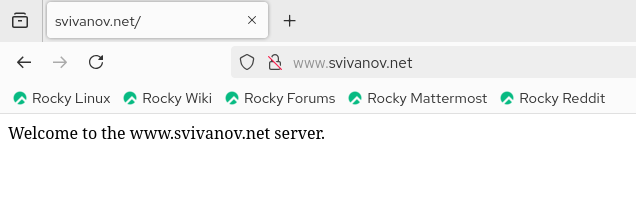 svivanov.net/
www.svivanov.net
Rocky Linux Rocky Wiki Rocky Forums Rocky Mattermost Rocky Reddit
Welcome to the www.svivanov.net server.